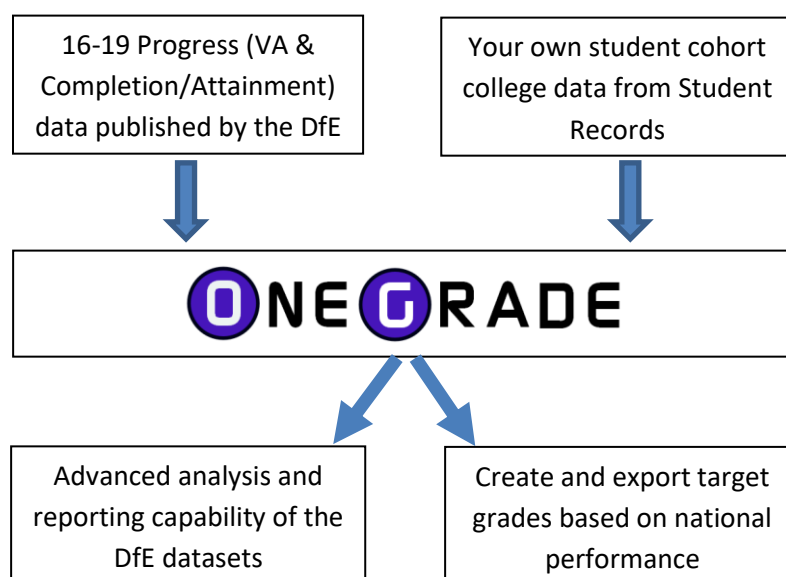 16-19 Progress (VA &
Completion/Attainment)
data published by the DfE
Your own student cohort
college data from Student
Records
ONEGRADE
Advanced analysis and
reporting capability of the
DfE datasets
Create and export target
grades based on national
performance